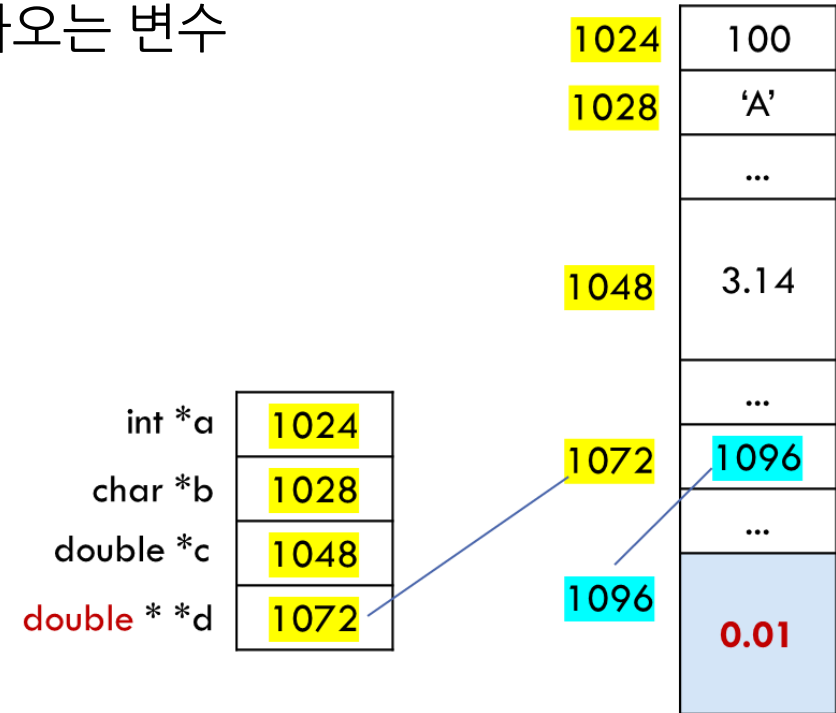 오는 변수
1024 100
1028 ‘A’
...
1048 3.14
...
int *a 1024
1072 1096
char *b 1028
...
double *c 1048
1096 0.01
double * *d 1072